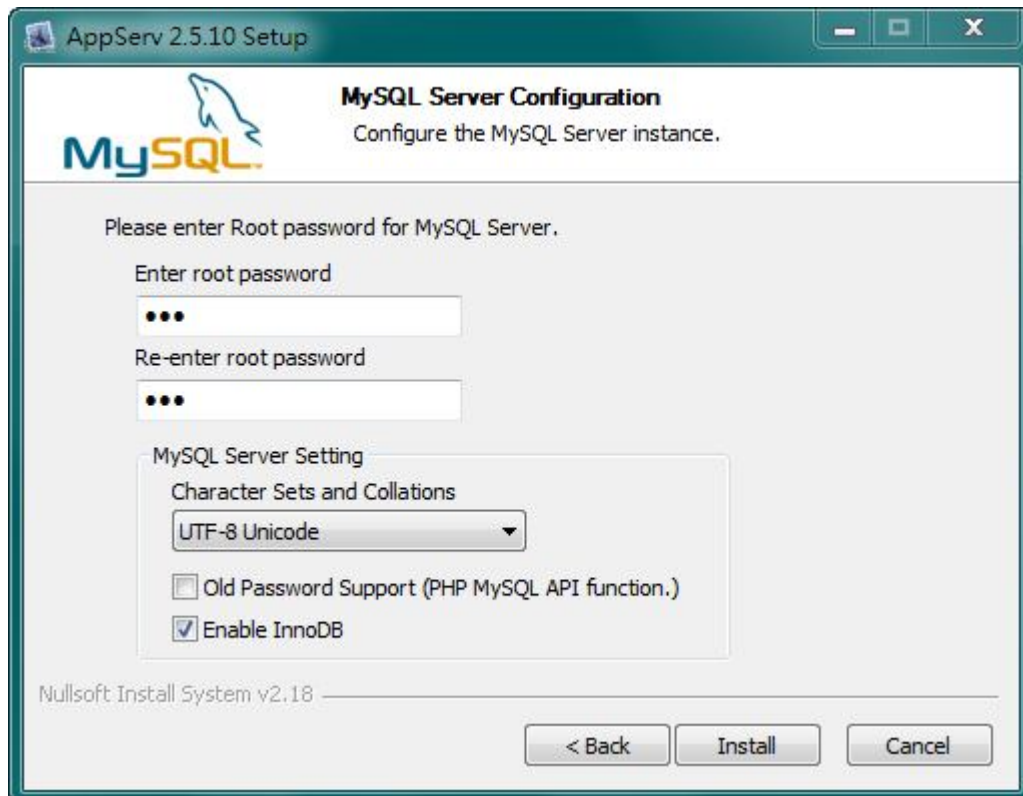 AppServ 2.5.10 Setup
MySQL
MySQL Server Configuration
Configure the MySQL Server instance.
Please enter Root password for MySQL Server.
Enter root password
•••
Re-enter root password
•••
MySQL Server Setting
Character Sets and Collations
UTF-8 Unicode
Old Password Support (PHP MySQL API function.)
Enable InnoDB
Nullsoft Install System v2.18
< Back Install Cancel